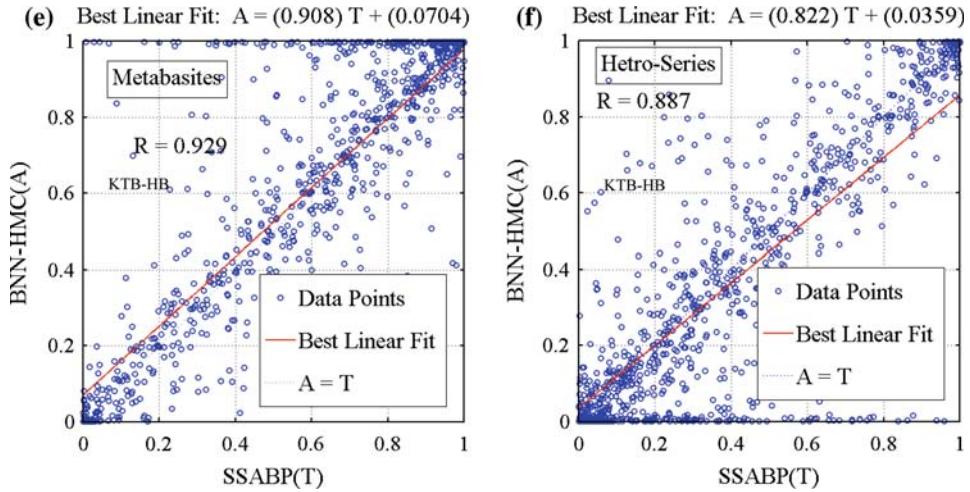 (e) Best Linear Fit: A = (0.908) T + (0.0704)
1
0.8
0.6
0.4
0.2
0
BNN-HMC(A)
Metabasites
R = 0.929
KTB-HB
Data Points
Best Linear Fit
A = T
0 0.2 0.4 0.6 0.8 1
SSABP(T)
(f) Best Linear Fit: A = (0.822) T + (0.0359)
1
0.8
0.6
0.4
0.2
0
BNN-HMC(A)
Hetro-Series
R = 0.887
KTB-HB
Data Points
Best Linear Fit
A = T
0 0.2 0.4 0.6 0.8 1
SSABP(T)